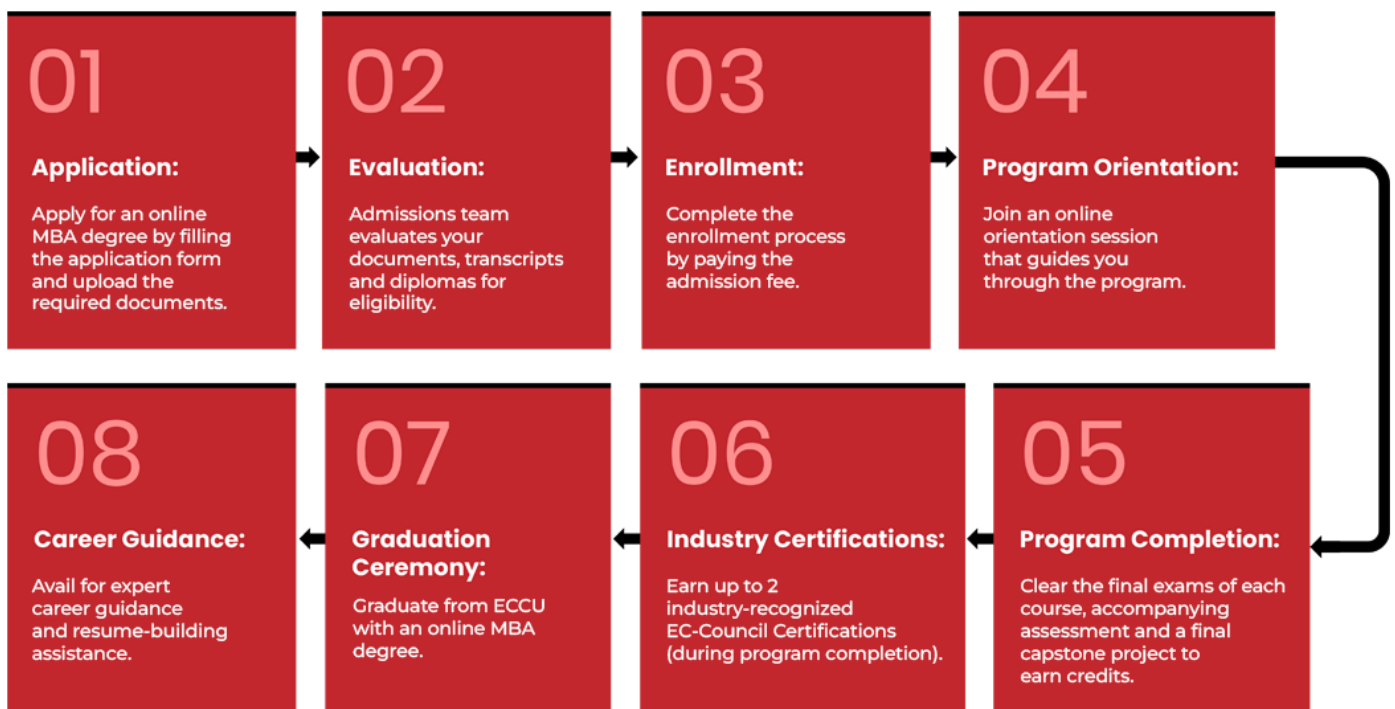 01
Application:
Apply for an online
MBA degree by filling
the application form
and upload the
required documents.
02
Evaluation:
Admissions team
evaluates your
documents, transcripts
and diplomas for
eligibility.
03
Enrollment:
Complete the
enrollment process
by paying the
admission fee.
04
Program Orientation:
Join an online
orientation session
that guides you
through the program.
05
Program Completion:
Clear the final exams of each
course, accompanying
assessment and a final
capstone project to
earn credits.
06
Industry Certifications:
Earn up to 2
industry-recognized
EC-Council Certifications
(during program completion).
07
Graduation
Ceremony:
Graduate from ECCU
with an online MBA
degree.
08
Career Guidance:
Avail for expert
career guidance
and resume-building
assistance.